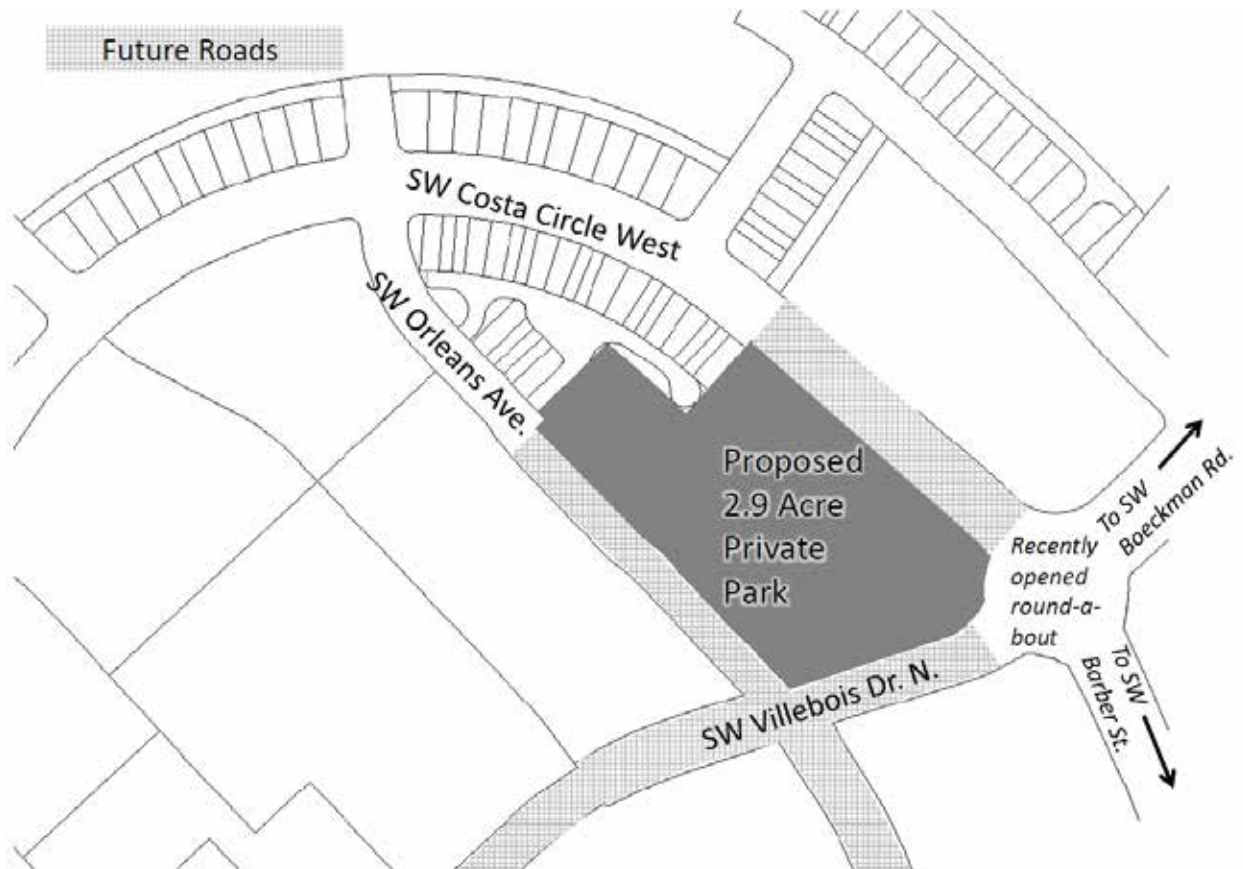 Future Roads
SW Costa Circle West
SW Orleans Ave.
Proposed
2.9 Acre
Private
Park
To SW
Boeckman Rd.
Recently
opened
round-a-
bout
To SW
Barber St.
SW Villebois Dr. N.